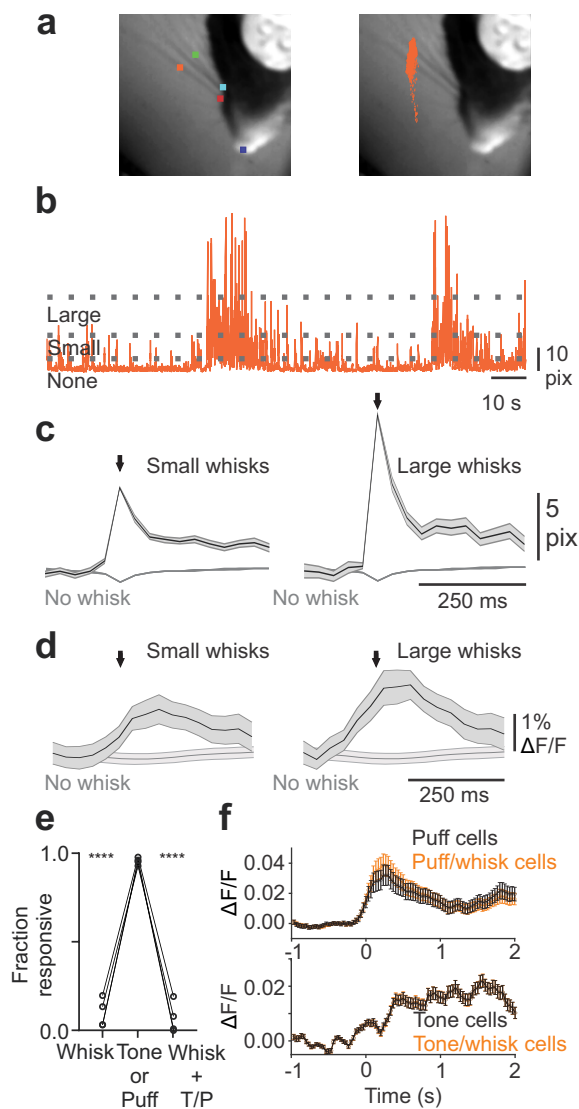 a
b
Large
Small
None
10
pix
10 s
c
Small whisks
Large whisks
5
pix
No whisk
No whisk
250 ms
d
Small whisks
Large whisks
1%
ΔF/F
No whisk
No whisk
250 ms
e
f
1.0
0.0
Fraction
responsive
****
****
Whisk
Tone
or
Puff
Whisk
+
T/P
Puff cells
Puff/whisk cells
0.04
0.02
0.00
ΔF/F
-1
0
1
2
Tone cells
Tone/whisk cells
0.02
0.00
ΔF/F
-1
0
1
2
Time (s)